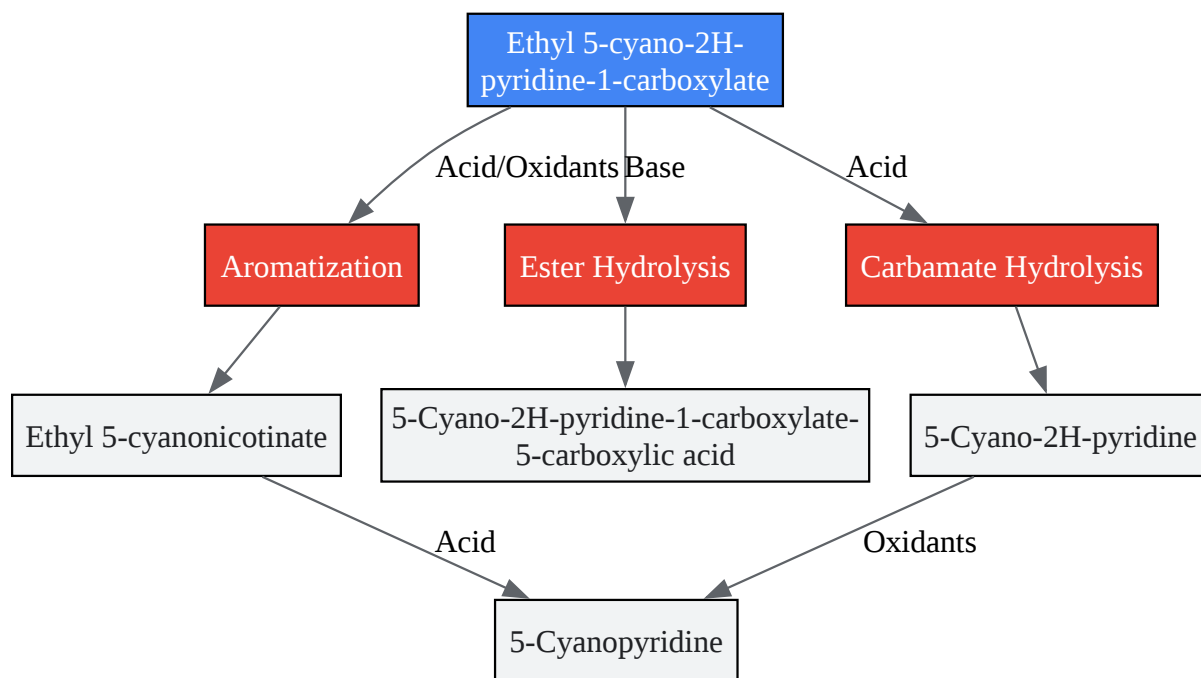 Ethyl 5-cyano-2H-
pyridine-1-carboxylate
Acid/Oxidants
Base
Acid
Aromatization
Ester Hydrolysis
Carbamate Hydrolysis
Ethyl 5-cyanonicotinate
5-Cyano-2H-pyridine-1-carboxylate-
5-carboxylic acid
5-Cyano-2H-pyridine
Acid
Oxidants
5-Cyanopyridine